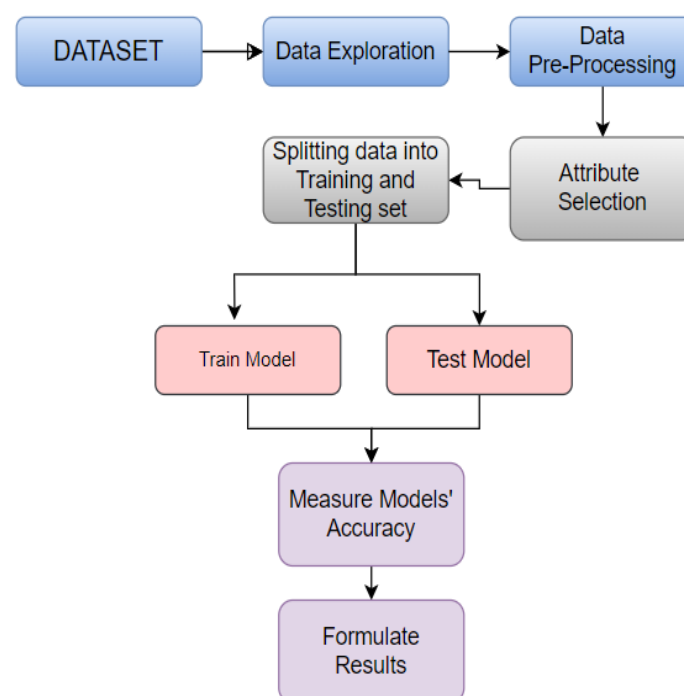 DATASET
Data Exploration
Data
Pre-Processing
Splitting data into
Training and
Testing set
Attribute
Selection
Train Model
Test Model
Measure Models'
Accuracy
Formulate
Results